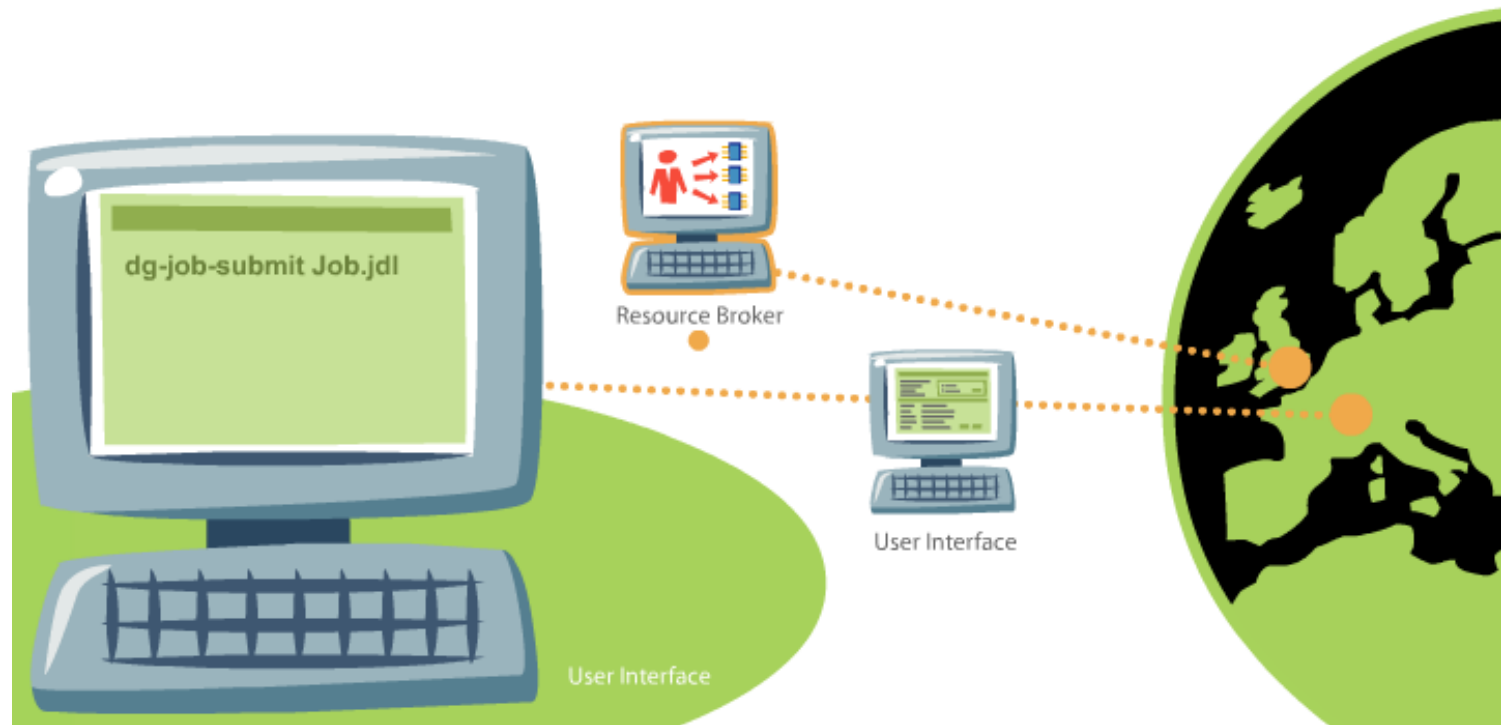 dg-job-submit Job.jdl
Resource Broker
User Interface
User Interface